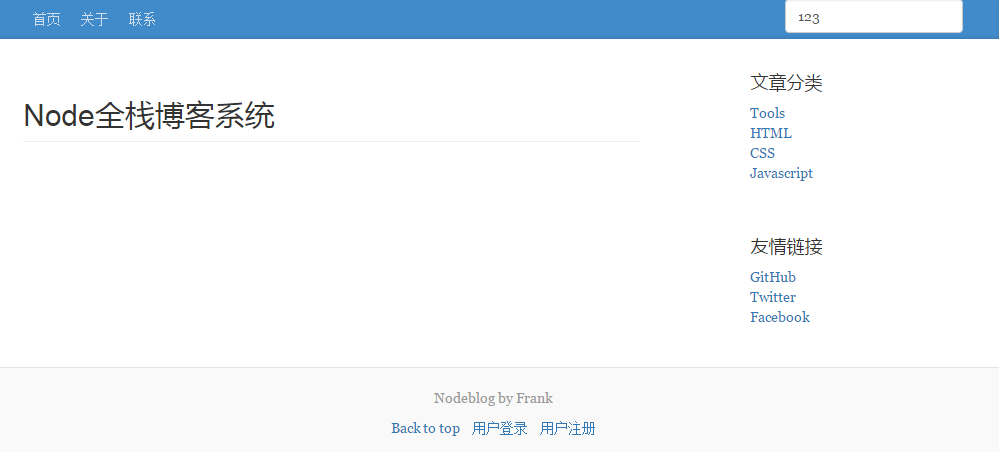 首页 关于 联系 123
Node全栈博客系统
文章分类
Tools
HTML
CSS
Javascript
友情链接
GitHub
Twitter
Facebook
Nodeblog by Frank
Back to top 用户登录 用户注册